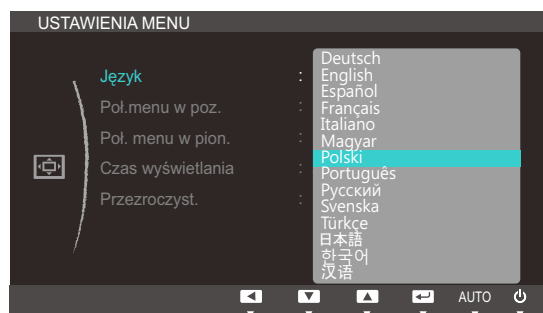 USTAWIENIA MENU
Język :
Poł.menu w poz. :
Poł. menu w pion. :
Czas wyświetlania :
Przezroczyst. :
Deutsch
English
Español
Français
Italiano
Magyar
Polski
Português
Русский
Svenska
Türkçe
日本語
한국어
汉语
AUTO